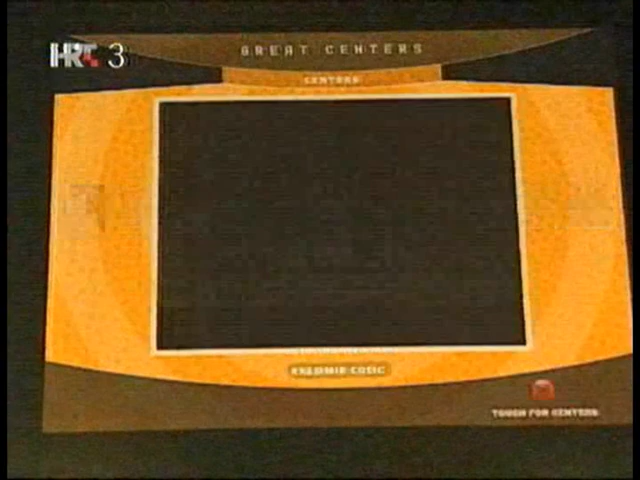 HRT 3
GREAT CENTERS
CENTERS
KREŠIMIR ĆOSIĆ
TOUCH FOR CENTERS